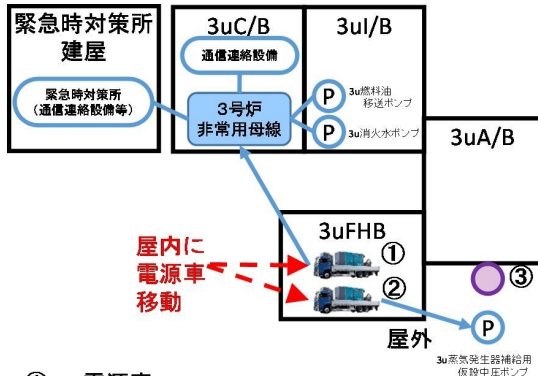 緊急時対策所
建屋
緊急時対策所
(通信連絡設備等)
3uC/B
通信連絡設備
3号炉
非常用母線
3uI/B
P
3u燃料油
移送ポンプ
P
3u消火水ポンプ
3uA/B
3uFHB
①
②
屋内に
電源車
移動
③
屋外
P
3u蒸気発生器補給用
仮設中圧ポンプ